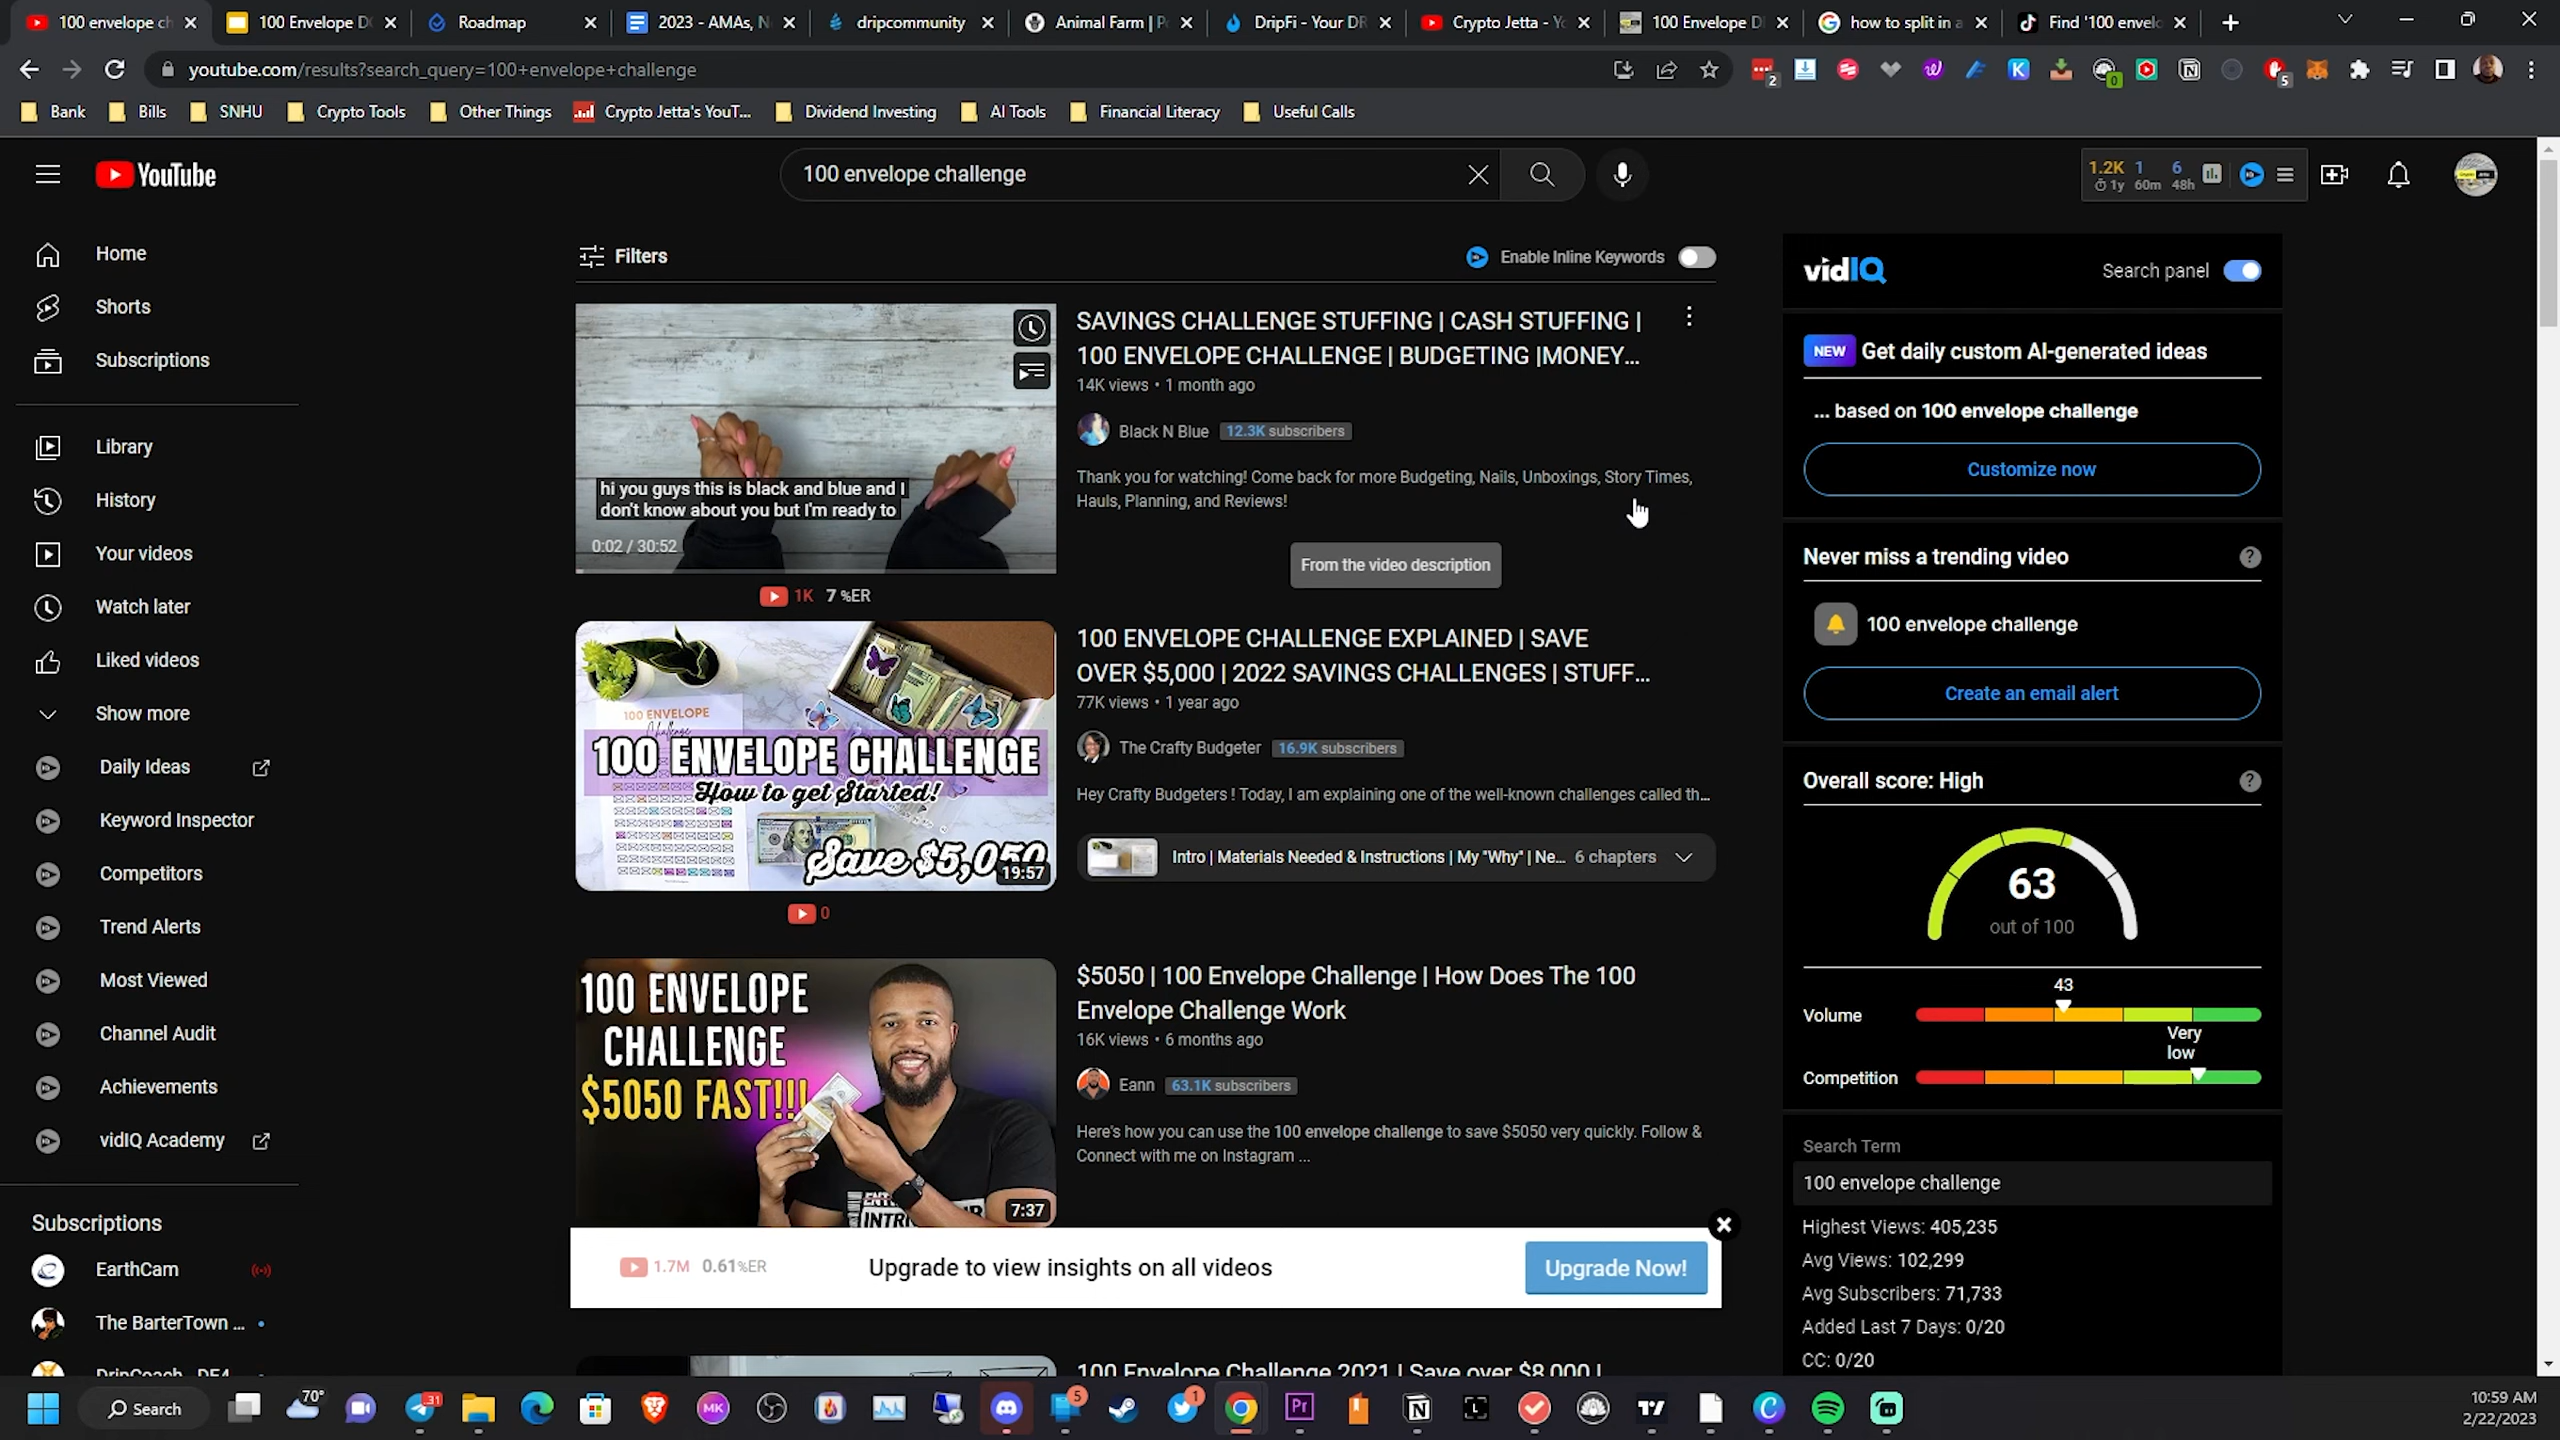 100 envelope ch
100 Envelope D
Roadmap
2023 - AMAs, N
dripcommunity
Animal Farm | P
DripFi - Your DR
Crypto Jetta - Y
100 Envelope D
how to split in a
Find '100 envel
youtube.com/results?search_query=100+envelope+challenge
2
0
5
Bank
Bills
SNHU
Crypto Tools
Other Things
Crypto Jetta's YouT...
Dividend Investing
AI Tools
Financial Literacy
Useful Calls
YouTube
100 envelope challenge
1.2K 1 6
1y 60m 48h
Home
Shorts
Subscriptions
Library
History
Your videos
Watch later
Liked videos
Show more
Daily Ideas
Keyword Inspector
Competitors
Trend Alerts
Most Viewed
Channel Audit
Achievements
vidIQ Academy
Subscriptions
EarthCam
The BarterTown ...
DripCoach - DE4
Filters
Enable Inline Keywords
hi you guys this is black and blue and I
don't know about you but I'm ready to
0:02 / 30:52
1K 7 %ER
SAVINGS CHALLENGE STUFFING | CASH STUFFING |
100 ENVELOPE CHALLENGE | BUDGETING |MONEY...
14K views • 1 month ago
Black N Blue 12.3K subscribers
Thank you for watching! Come back for more Budgeting, Nails, Unboxings, Story Times,
Hauls, Planning, and Reviews!
From the video description
100 ENVELOPE
Challenge
100 ENVELOPE CHALLENGE
How to get Started!
Save $5,050
19:57
0
100 ENVELOPE CHALLENGE EXPLAINED | SAVE
OVER $5,000 | 2022 SAVINGS CHALLENGES | STUFF...
77K views • 1 year ago
The Crafty Budgeter 16.9K subscribers
Hey Crafty Budgeters ! Today, I am explaining one of the well-known challenges called th...
Intro | Materials Needed & Instructions | My "Why" | Ne... 6 chapters
100 ENVELOPE
CHALLENGE
$5050 FAST!!!
7:37
$5050 | 100 Envelope Challenge | How Does The 100
Envelope Challenge Work
16K views • 6 months ago
Eann 63.1K subscribers
Here's how you can use the 100 envelope challenge to save $5050 very quickly. Follow &
Connect with me on Instagram ...
1.7M 0.61%ER
Upgrade to view insights on all videos
Upgrade Now!
100 Envelope Challenge 2021 | Save over $8,000 |
vidIQ
Search panel
NEW Get daily custom AI-generated ideas
... based on 100 envelope challenge
Customize now
Never miss a trending video
100 envelope challenge
Create an email alert
Overall score: High
63
out of 100
43
Volume
Very
low
Competition
Search Term
100 envelope challenge
Highest Views: 405,235
Avg Views: 102,299
Avg Subscribers: 71,733
Added Last 7 Days: 0/20
CC: 0/20
Search
70°
31
MK
5
1
Pr
10:59 AM
2/22/2023